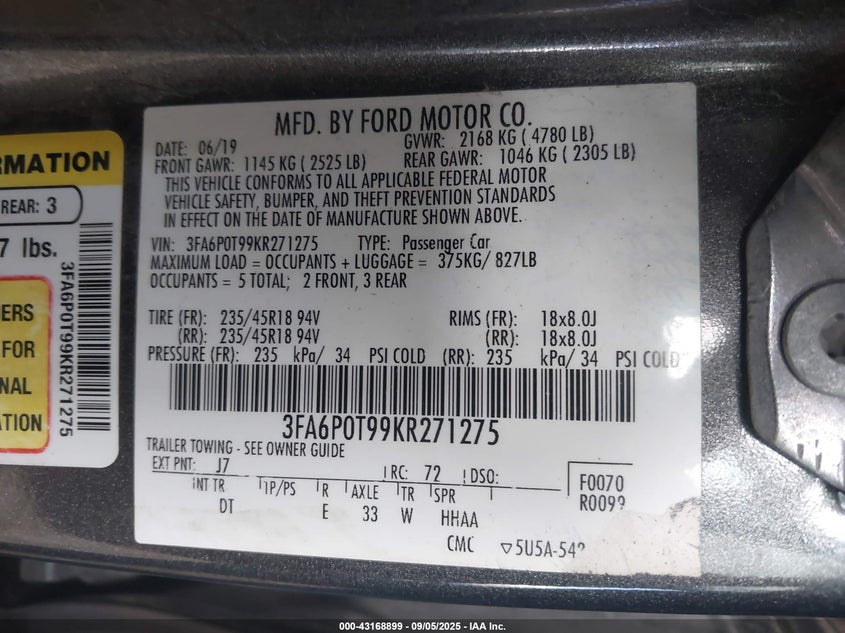 RMATION
REAR: 3
7 lbs.
ERS
FOR
NAL
ATION
3FA6P0T99KR271275
MFD. BY FORD MOTOR CO.
DATE: 06/19 GVWR: 2168 KG ( 4780 LB)
FRONT GAWR: 1145 KG ( 2525 LB) REAR GAWR: 1046 KG ( 2305 LB)
THIS VEHICLE CONFORMS TO ALL APPLICABLE FEDERAL MOTOR
VEHICLE SAFETY, BUMPER, AND THEFT PREVENTION STANDARDS
IN EFFECT ON THE DATE OF MANUFACTURE SHOWN ABOVE.
VIN: 3FA6P0T99KR271275 TYPE: Passenger Car
MAXIMUM LOAD = OCCUPANTS + LUGGAGE = 375KG/ 827LB
OCCUPANTS = 5 TOTAL; 2 FRONT, 3 REAR
TIRE (FR): 235/45R18 94V RIMS (FR): 18x8.0J
(RR): 235/45R18 94V (RR): 18x8.0J
PRESSURE (FR): 235 kPa/ 34 PSI COLD (RR): 235 kPa/ 34 PSI COLD
3FA6P0T99KR271275
TRAILER TOWING - SEE OWNER GUIDE
EXT PNT: J7 RC: 72 DSO:
INT TR TP/PS R AXLE TR SPR
DT E 33 W HHAA
F0070
R0099
CMC ▽5U5A-542
000-43168899 - 09/05/2025 - IAA Inc.